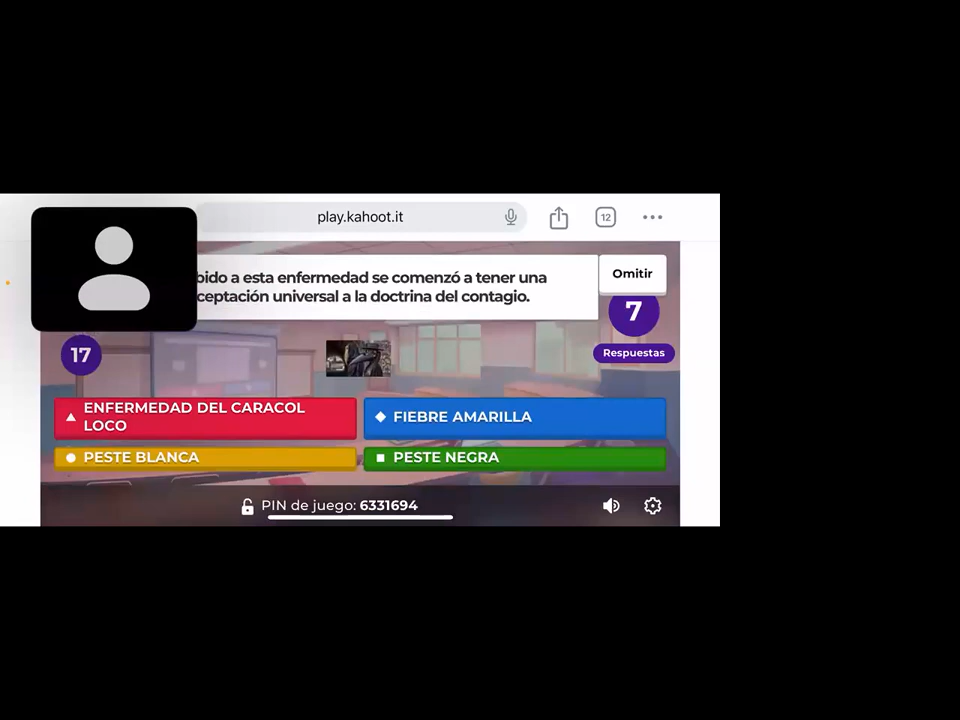 play.kahoot.it
12
bido a esta enfermedad se comenzó a tener una
ceptación universal a la doctrina del contagio.
Omitir
7
Respuestas
17
ENFERMEDAD DEL CARACOL
LOCO
FIEBRE AMARILLA
PESTE BLANCA
PESTE NEGRA
PIN de juego: 6331694